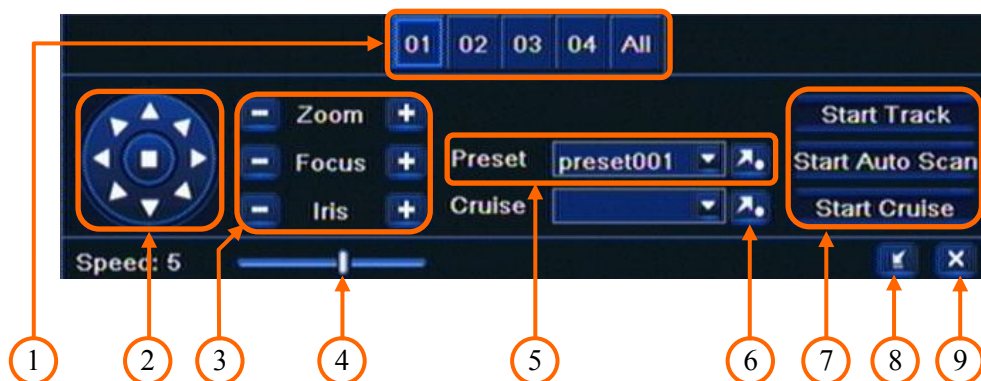 01 02 03 04 All
Zoom
Start Track
Focus
Preset preset001
Start Auto Scan
Iris
Cruise
Start Cruise
Speed: 5
1 2 3 4 5 6 7 8 9